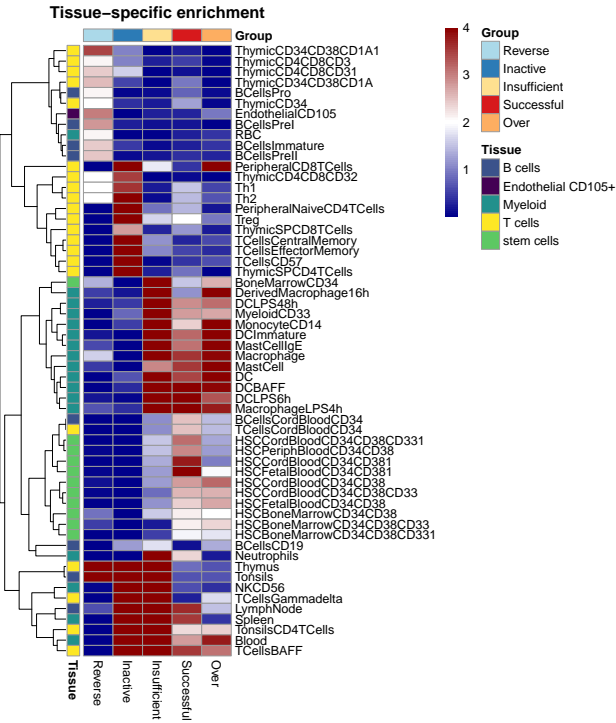 Tissue−specific enrichment
Group
ThymicCD34CD38CD1A1
ThymicCD4CD8CD3
ThymicCD4CD8CD31
ThymicCD34CD38CD1A
BCellsPro
ThymicCD34
EndothelialCD105
BCellsPreI
RBC
BCellsImmature
BCellsPreII
PeripheralCD8TCells
ThymicCD4CD8CD32
Th1
Th2
PeripheralNaiveCD4TCells
Treg
ThymicSPCD8TCells
TCellsCentralMemory
TCellsEffectorMemory
TCellsCD57
ThymicSPCD4TCells
BoneMarrowCD34
DerivedMacrophage16h
DCLPS48h
MyeloidCD33
MonocyteCD14
DCImmature
MastCellIgE
Macrophage
MastCell
DC
DCBAFF
DCLPS6h
MacrophageLPS4h
BCellsCordBloodCD34
TCellsCordBloodCD34
HSCCordBloodCD34CD38CD331
HSCPeriphBloodCD34CD38
HSCCordBloodCD34CD381
HSCFetalBloodCD34CD381
HSCCordBloodCD34CD38
HSCCordBloodCD34CD38CD33
HSCFetalBloodCD34CD38
HSCBoneMarrowCD34CD38
HSCBoneMarrowCD34CD38CD33
HSCBoneMarrowCD34CD38CD331
BCellsCD19
Neutrophils
Thymus
Tonsils
NKCD56
TCellsGammadelta
LymphNode
Spleen
TonsilsCD4TCells
Blood
TCellsBAFF
Tissue
Reverse
Inactive
Insufficient
Successful
Over
4
3
2
1
Group
Reverse
Inactive
Insufficient
Successful
Over
Tissue
B cells
Endothelial CD105+
Myeloid
T cells
stem cells